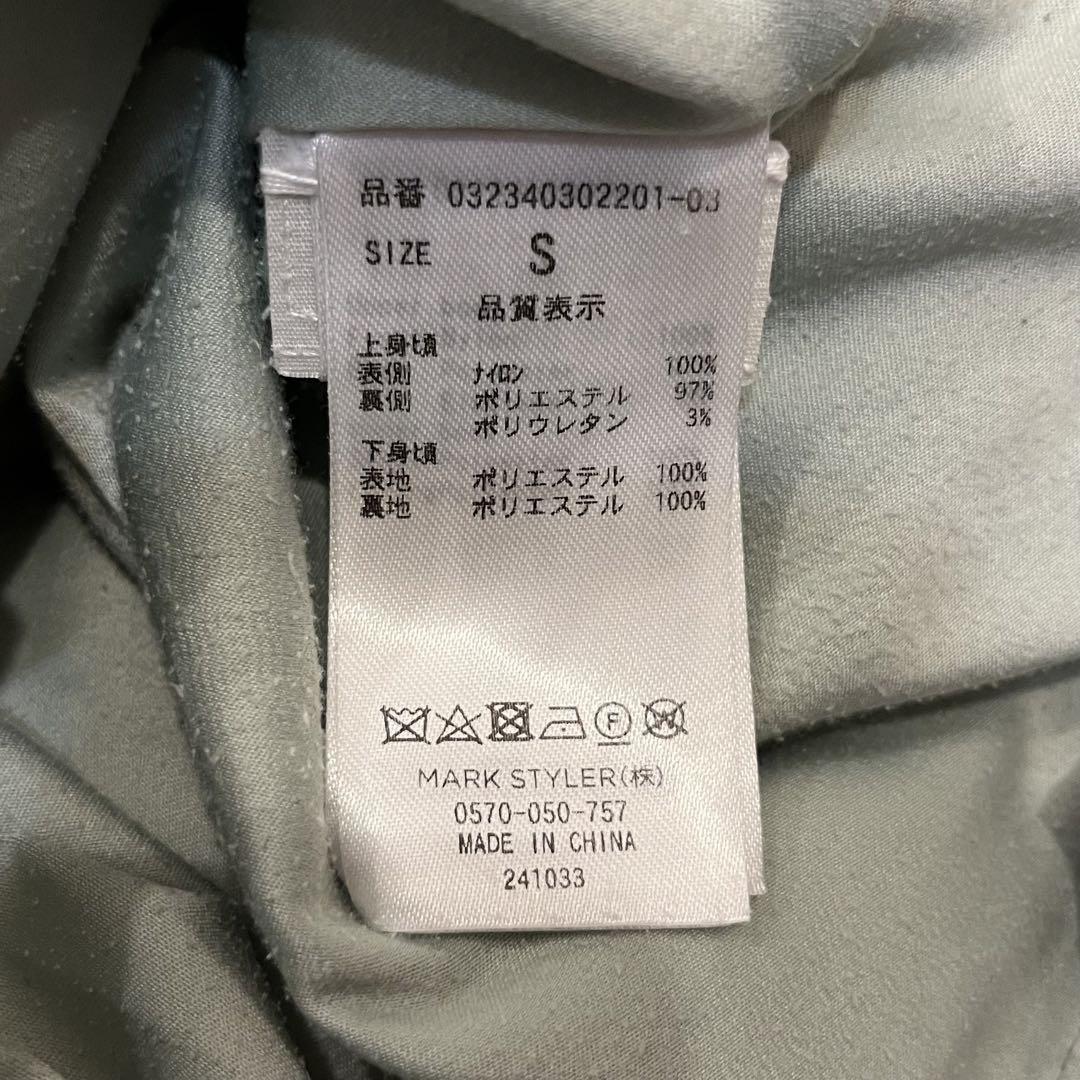 品番 032340302201-03
SIZE S
品質表示
上身頃
表側 ナイロン 100%
裏側 ポリエステル 97%
ポリウレタン 3%
下身頃
表地 ポリエステル 100%
裏地 ポリエステル 100%
F W
MARK STYLER(株)
0570-050-757
MADE IN CHINA
241033